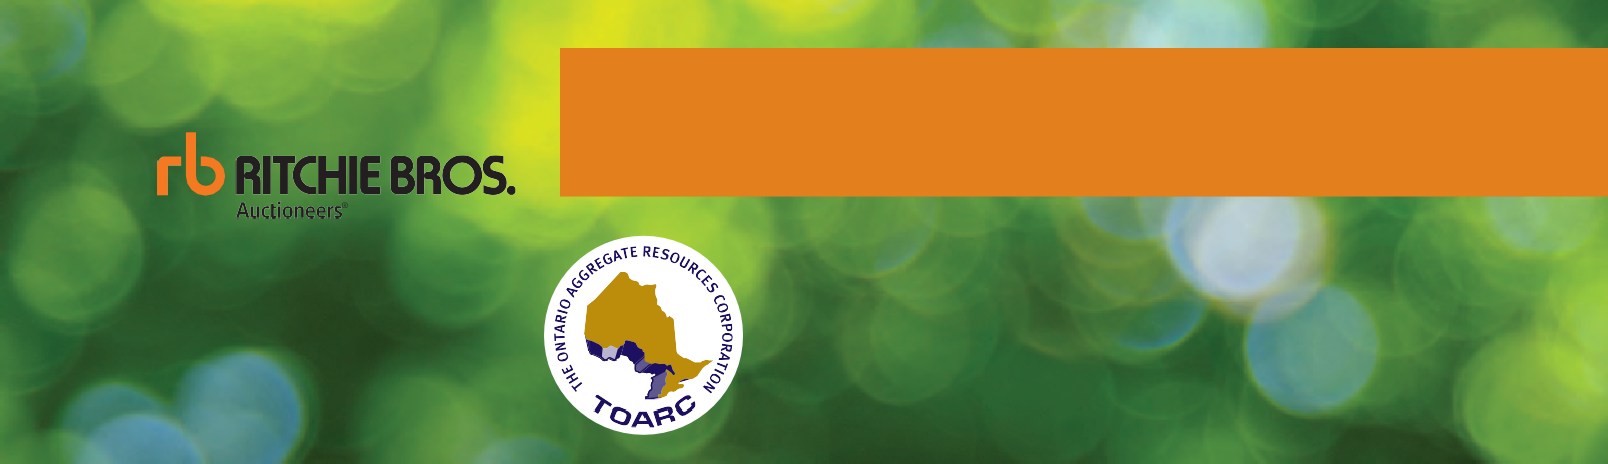 rb RITCHIE BROS.
Auctioneers®
THE ONTARIO AGGREGATE RESOURCES CORPORATION
TOARC